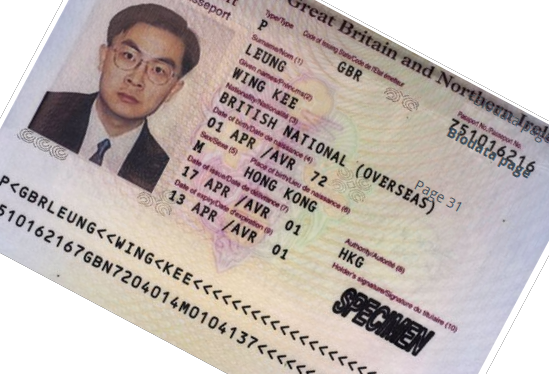 Great Britain and Northern Irel
Passport
Type/Type
P
Code of issuing State/Code de l'Etat émetteur
GBR
Passport No./Passeport No.
751016216
Biodata page
Surname/Nom (1)
LEUNG
Given names/Prénoms(2)
WING KEE
Nationality/Nationalité (3)
BRITISH NATIONAL (OVERSEAS)
Page 31
Date of birth/Date de naissance (4)
01 APR /AVR 72
Sex/Sexe (5)
Place of birth/Lieu de naissance (6)
M HONG KONG
Date of issue/Date de délivrance (7)
17 APR /AVR 01
Authority/Autorité (8)
HKG
Date of expiry/Date d'expiration (9)
13 APR /AVR 01
Holder's signature/Signature du titulaire (10)
SPECIMEN
P<GBRLEUNG<<WING<KEE<<<<<<<<<<<<<<<<<
510162167GBN7204014M0104137<<<<<<